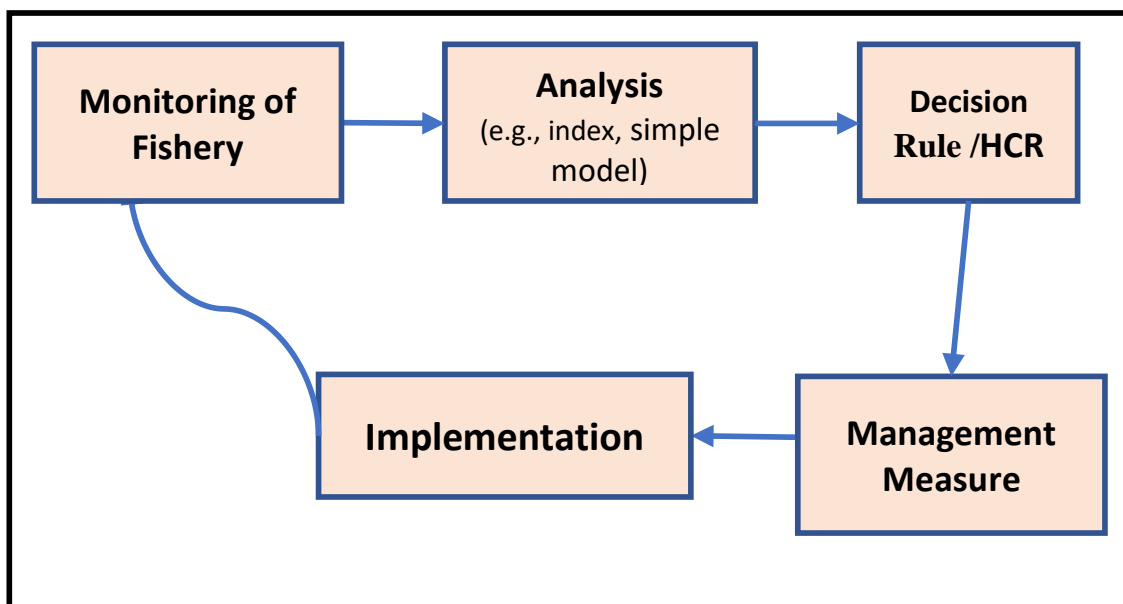 Monitoring of
Fishery
Analysis
(e.g., index, simple
model)
Decision
Rule /HCR
Management
Measure
Implementation